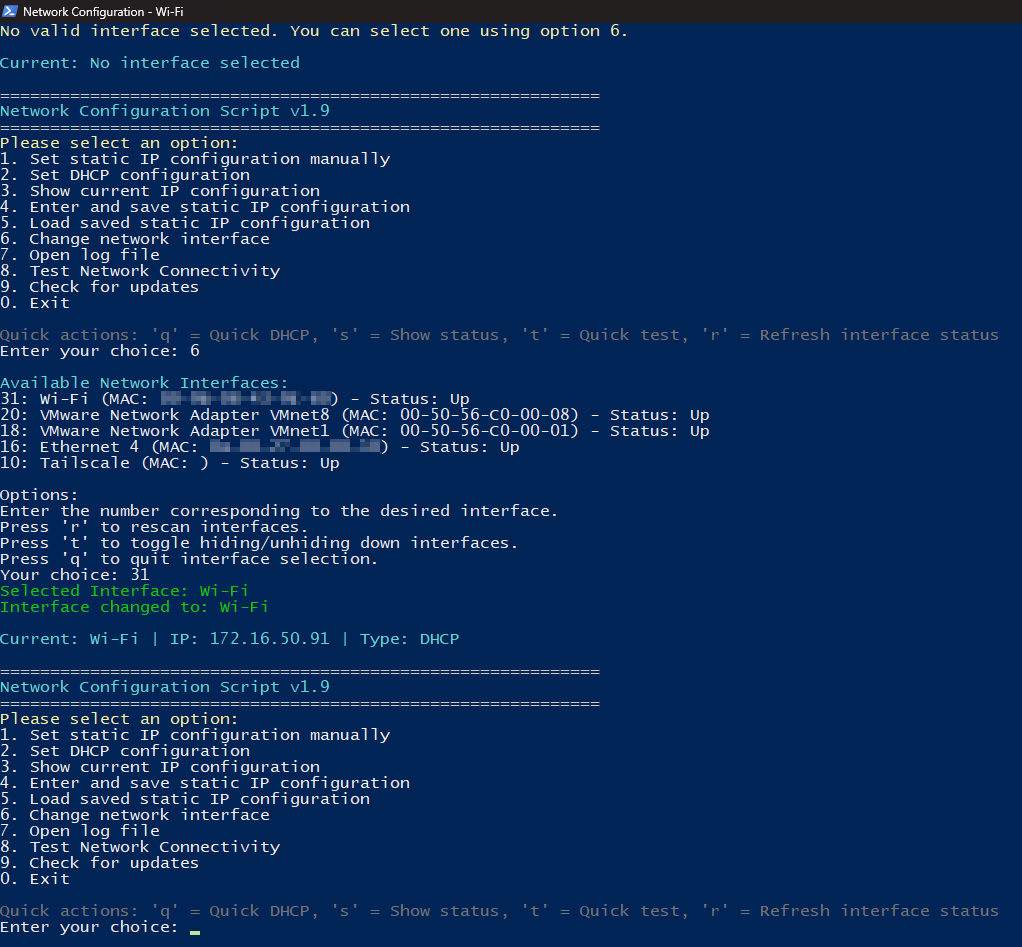 Network Configuration - Wi-Fi
No valid interface selected. You can select one using option 6.
Current: No interface selected
============================================================
Network Configuration Script v1.9
============================================================
Please select an option:
1. Set static IP configuration manually
2. Set DHCP configuration
3. Show current IP configuration
4. Enter and save static IP configuration
5. Load saved static IP configuration
6. Change network interface
7. Open log file
8. Test Network Connectivity
9. Check for updates
0. Exit
Quick actions: 'q' = Quick DHCP, 's' = Show status, 't' = Quick test, 'r' = Refresh interface status
Enter your choice: 6
Available Network Interfaces:
31: Wi-Fi (MAC: ) - Status: Up
20: VMware Network Adapter VMnet8 (MAC: 00-50-56-C0-00-08) - Status: Up
18: VMware Network Adapter VMnet1 (MAC: 00-50-56-C0-00-01) - Status: Up
16: Ethernet 4 (MAC: ) - Status: Up
10: Tailscale (MAC: ) - Status: Up
Options:
Enter the number corresponding to the desired interface.
Press 'r' to rescan interfaces.
Press 't' to toggle hiding/unhiding down interfaces.
Press 'q' to quit interface selection.
Your choice: 31
Selected Interface: Wi-Fi
Interface changed to: Wi-Fi
Current: Wi-Fi | IP: 172.16.50.91 | Type: DHCP
============================================================
Network Configuration Script v1.9
============================================================
Please select an option:
1. Set static IP configuration manually
2. Set DHCP configuration
3. Show current IP configuration
4. Enter and save static IP configuration
5. Load saved static IP configuration
6. Change network interface
7. Open log file
8. Test Network Connectivity
9. Check for updates
0. Exit
Quick actions: 'q' = Quick DHCP, 's' = Show status, 't' = Quick test, 'r' = Refresh interface status
Enter your choice: